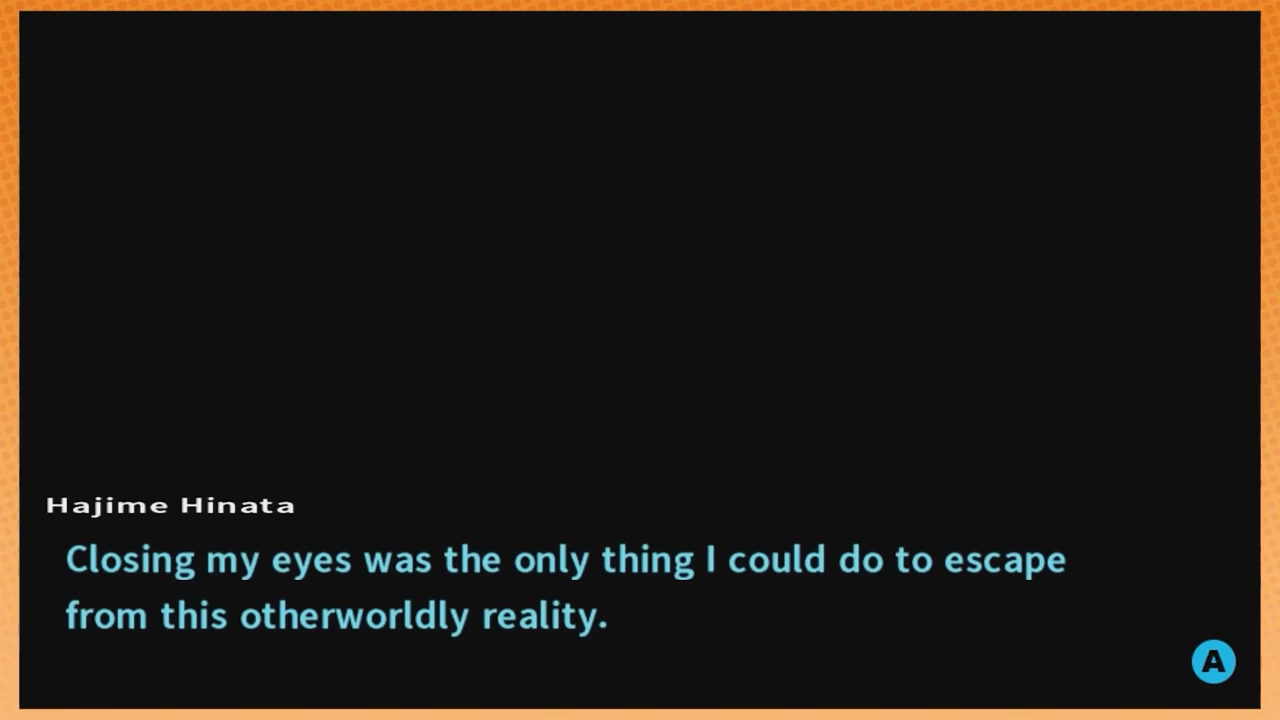 Hajime Hinata
Closing my eyes was the only thing I could do to escape
from this otherworldly reality.
A